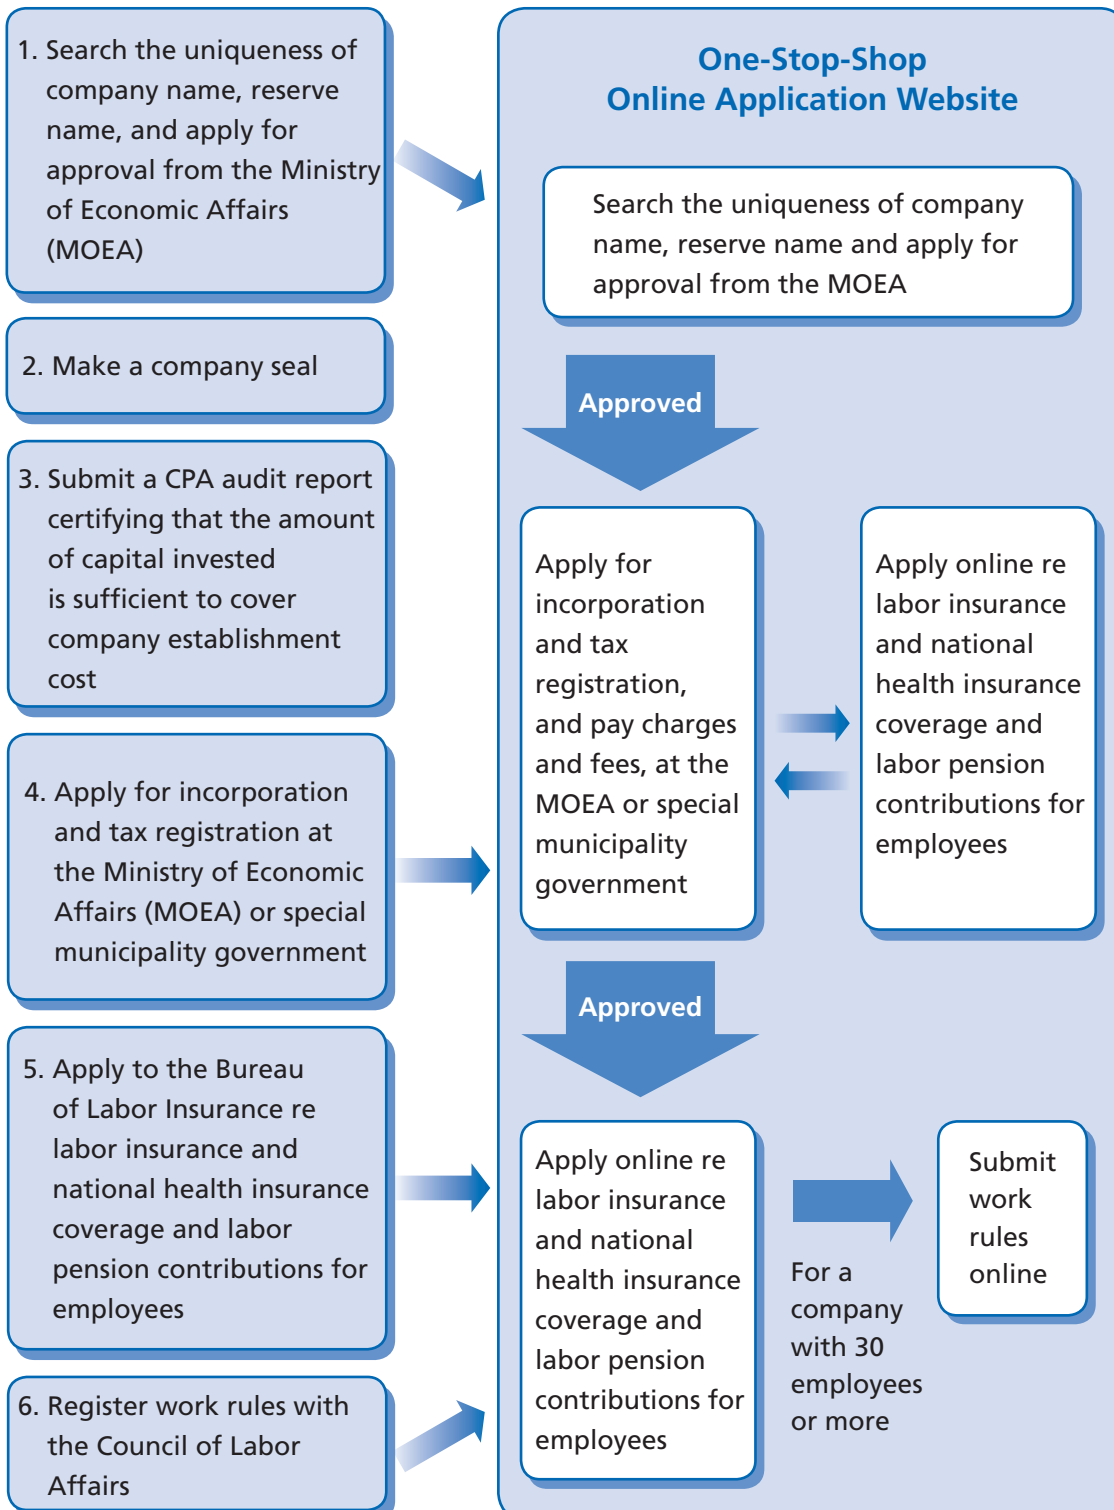 1. Search the uniqueness of
company name, reserve
name, and apply for
approval from the Ministry
of Economic Affairs
(MOEA)
2. Make a company seal
3. Submit a CPA audit report
certifying that the amount
of capital invested
is sufficient to cover
company establishment
cost
4. Apply for incorporation
and tax registration at
the Ministry of Economic
Affairs (MOEA) or special
municipality government
5. Apply to the Bureau
of Labor Insurance re
labor insurance and
national health insurance
coverage and labor
pension contributions for
employees
6. Register work rules with
the Council of Labor
Affairs
One-Stop-Shop
Online Application Website
Search the uniqueness of company
name, reserve name and apply for
approval from the MOEA
Approved
Apply for
incorporation
and tax
registration,
and pay charges
and fees, at the
MOEA or special
municipality
government
Apply online re
labor insurance
and national
health insurance
coverage and
labor pension
contributions for
employees
Approved
Apply online re
labor insurance
and national
health insurance
coverage and
labor pension
contributions for
employees
For a
company
with 30
employees
or more
Submit
work
rules
online